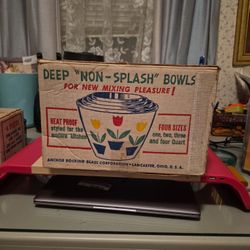 DEEP "NON-SPLASH" BOWLS
FOR NEW MIXING PLEASURE!
HEAT PROOF
styled for the
modern kitchen
FOUR SIZES
one, two, three
and four Quart
ANCHOR HOCKING GLASS CORPORATION • LANCASTER, OHIO, U. S. A.